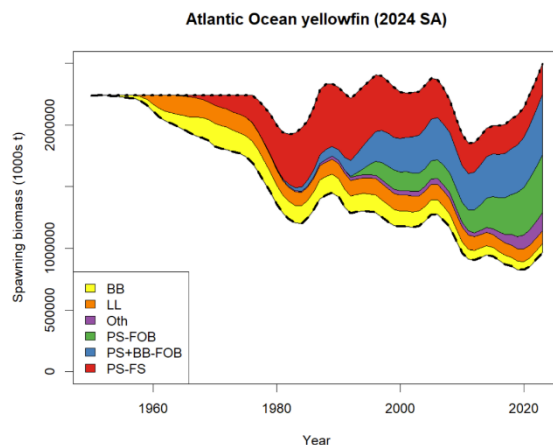 Atlantic Ocean yellowfin (2024 SA)
Spawning biomass (1000s t)
2000000
1000000
500000
0
BB
LL
Oth
PS-FOB
PS+BB-FOB
PS-FS
1960
1980
2000
2020
Year